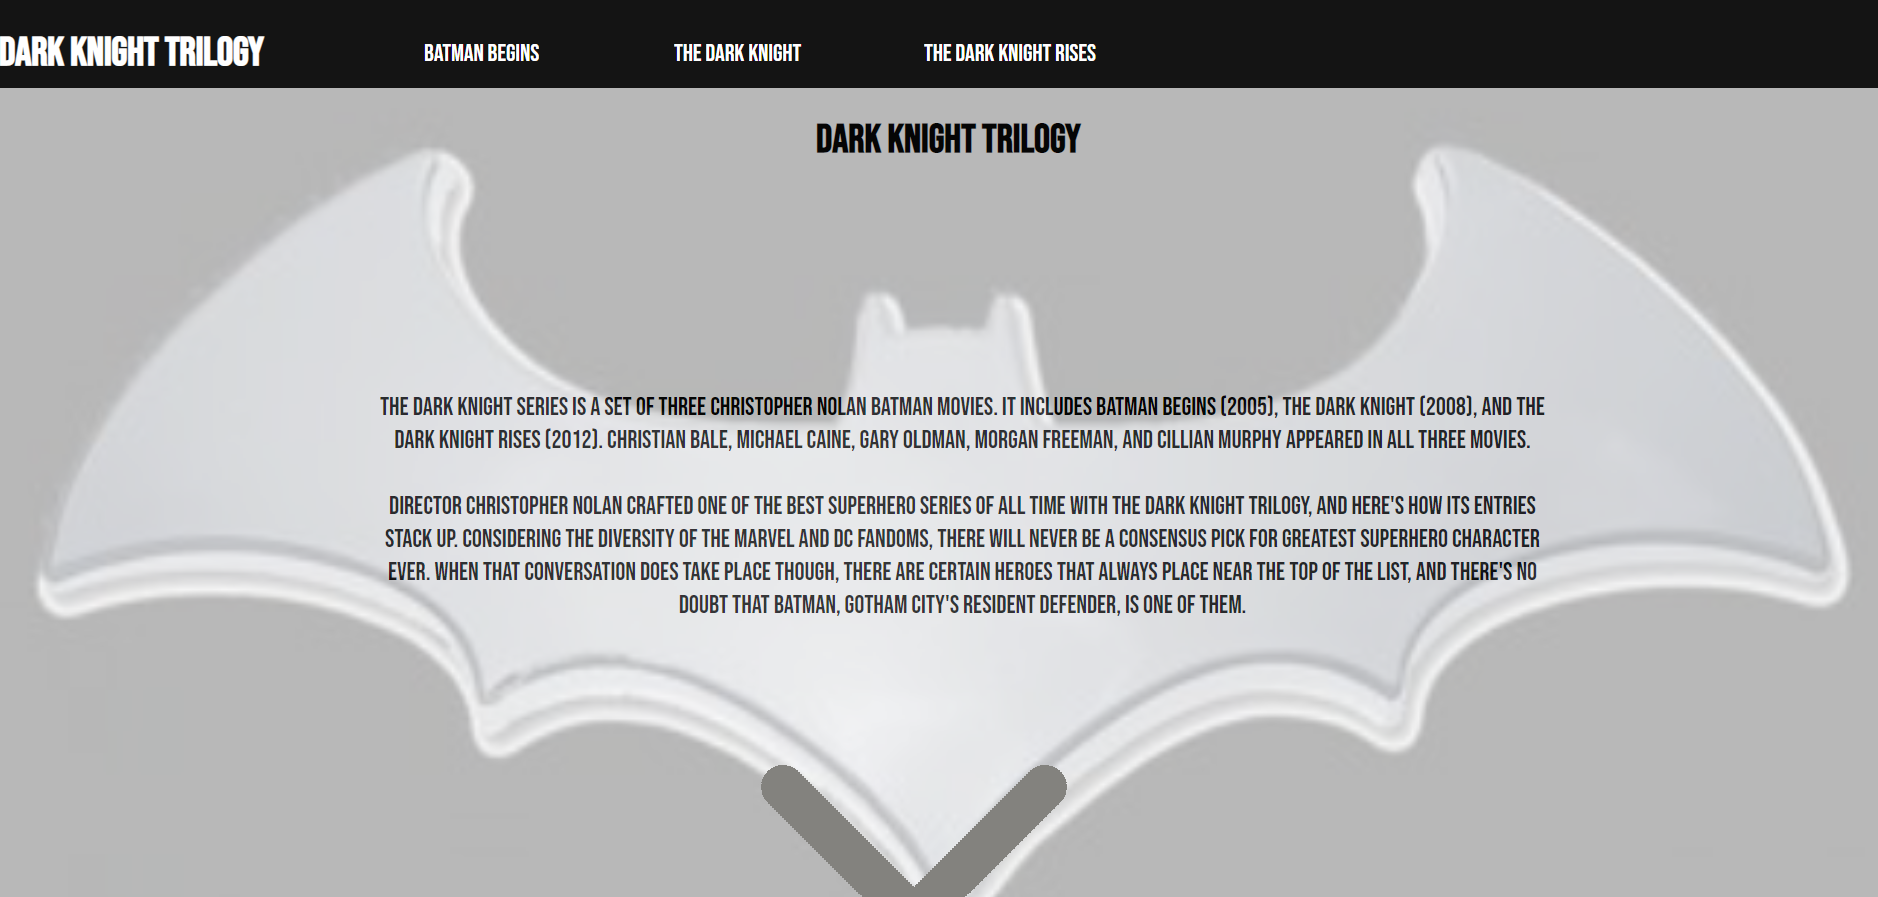 DARK KNIGHT TRILOGY
BATMAN BEGINS
THE DARK KNIGHT
THE DARK KNIGHT RISES
DARK KNIGHT TRILOGY
THE DARK KNIGHT SERIES IS A SET OF THREE CHRISTOPHER NOLAN BATMAN MOVIES. IT INCLUDES BATMAN BEGINS (2005), THE DARK KNIGHT (2008), AND THE
DARK KNIGHT RISES (2012). CHRISTIAN BALE, MICHAEL CAINE, GARY OLDMAN, MORGAN FREEMAN, AND CILLIAN MURPHY APPEARED IN ALL THREE MOVIES.
DIRECTOR CHRISTOPHER NOLAN CRAFTED ONE OF THE BEST SUPERHERO SERIES OF ALL TIME WITH THE DARK KNIGHT TRILOGY, AND HERE'S HOW ITS ENTRIES
STACK UP. CONSIDERING THE DIVERSITY OF THE MARVEL AND DC FANDOMS, THERE WILL NEVER BE A CONSENSUS PICK FOR GREATEST SUPERHERO CHARACTER
EVER. WHEN THAT CONVERSATION DOES TAKE PLACE THOUGH, THERE ARE CERTAIN HEROES THAT ALWAYS PLACE NEAR THE TOP OF THE LIST, AND THERE'S NO
DOUBT THAT BATMAN, GOTHAM CITY'S RESIDENT DEFENDER, IS ONE OF THEM.